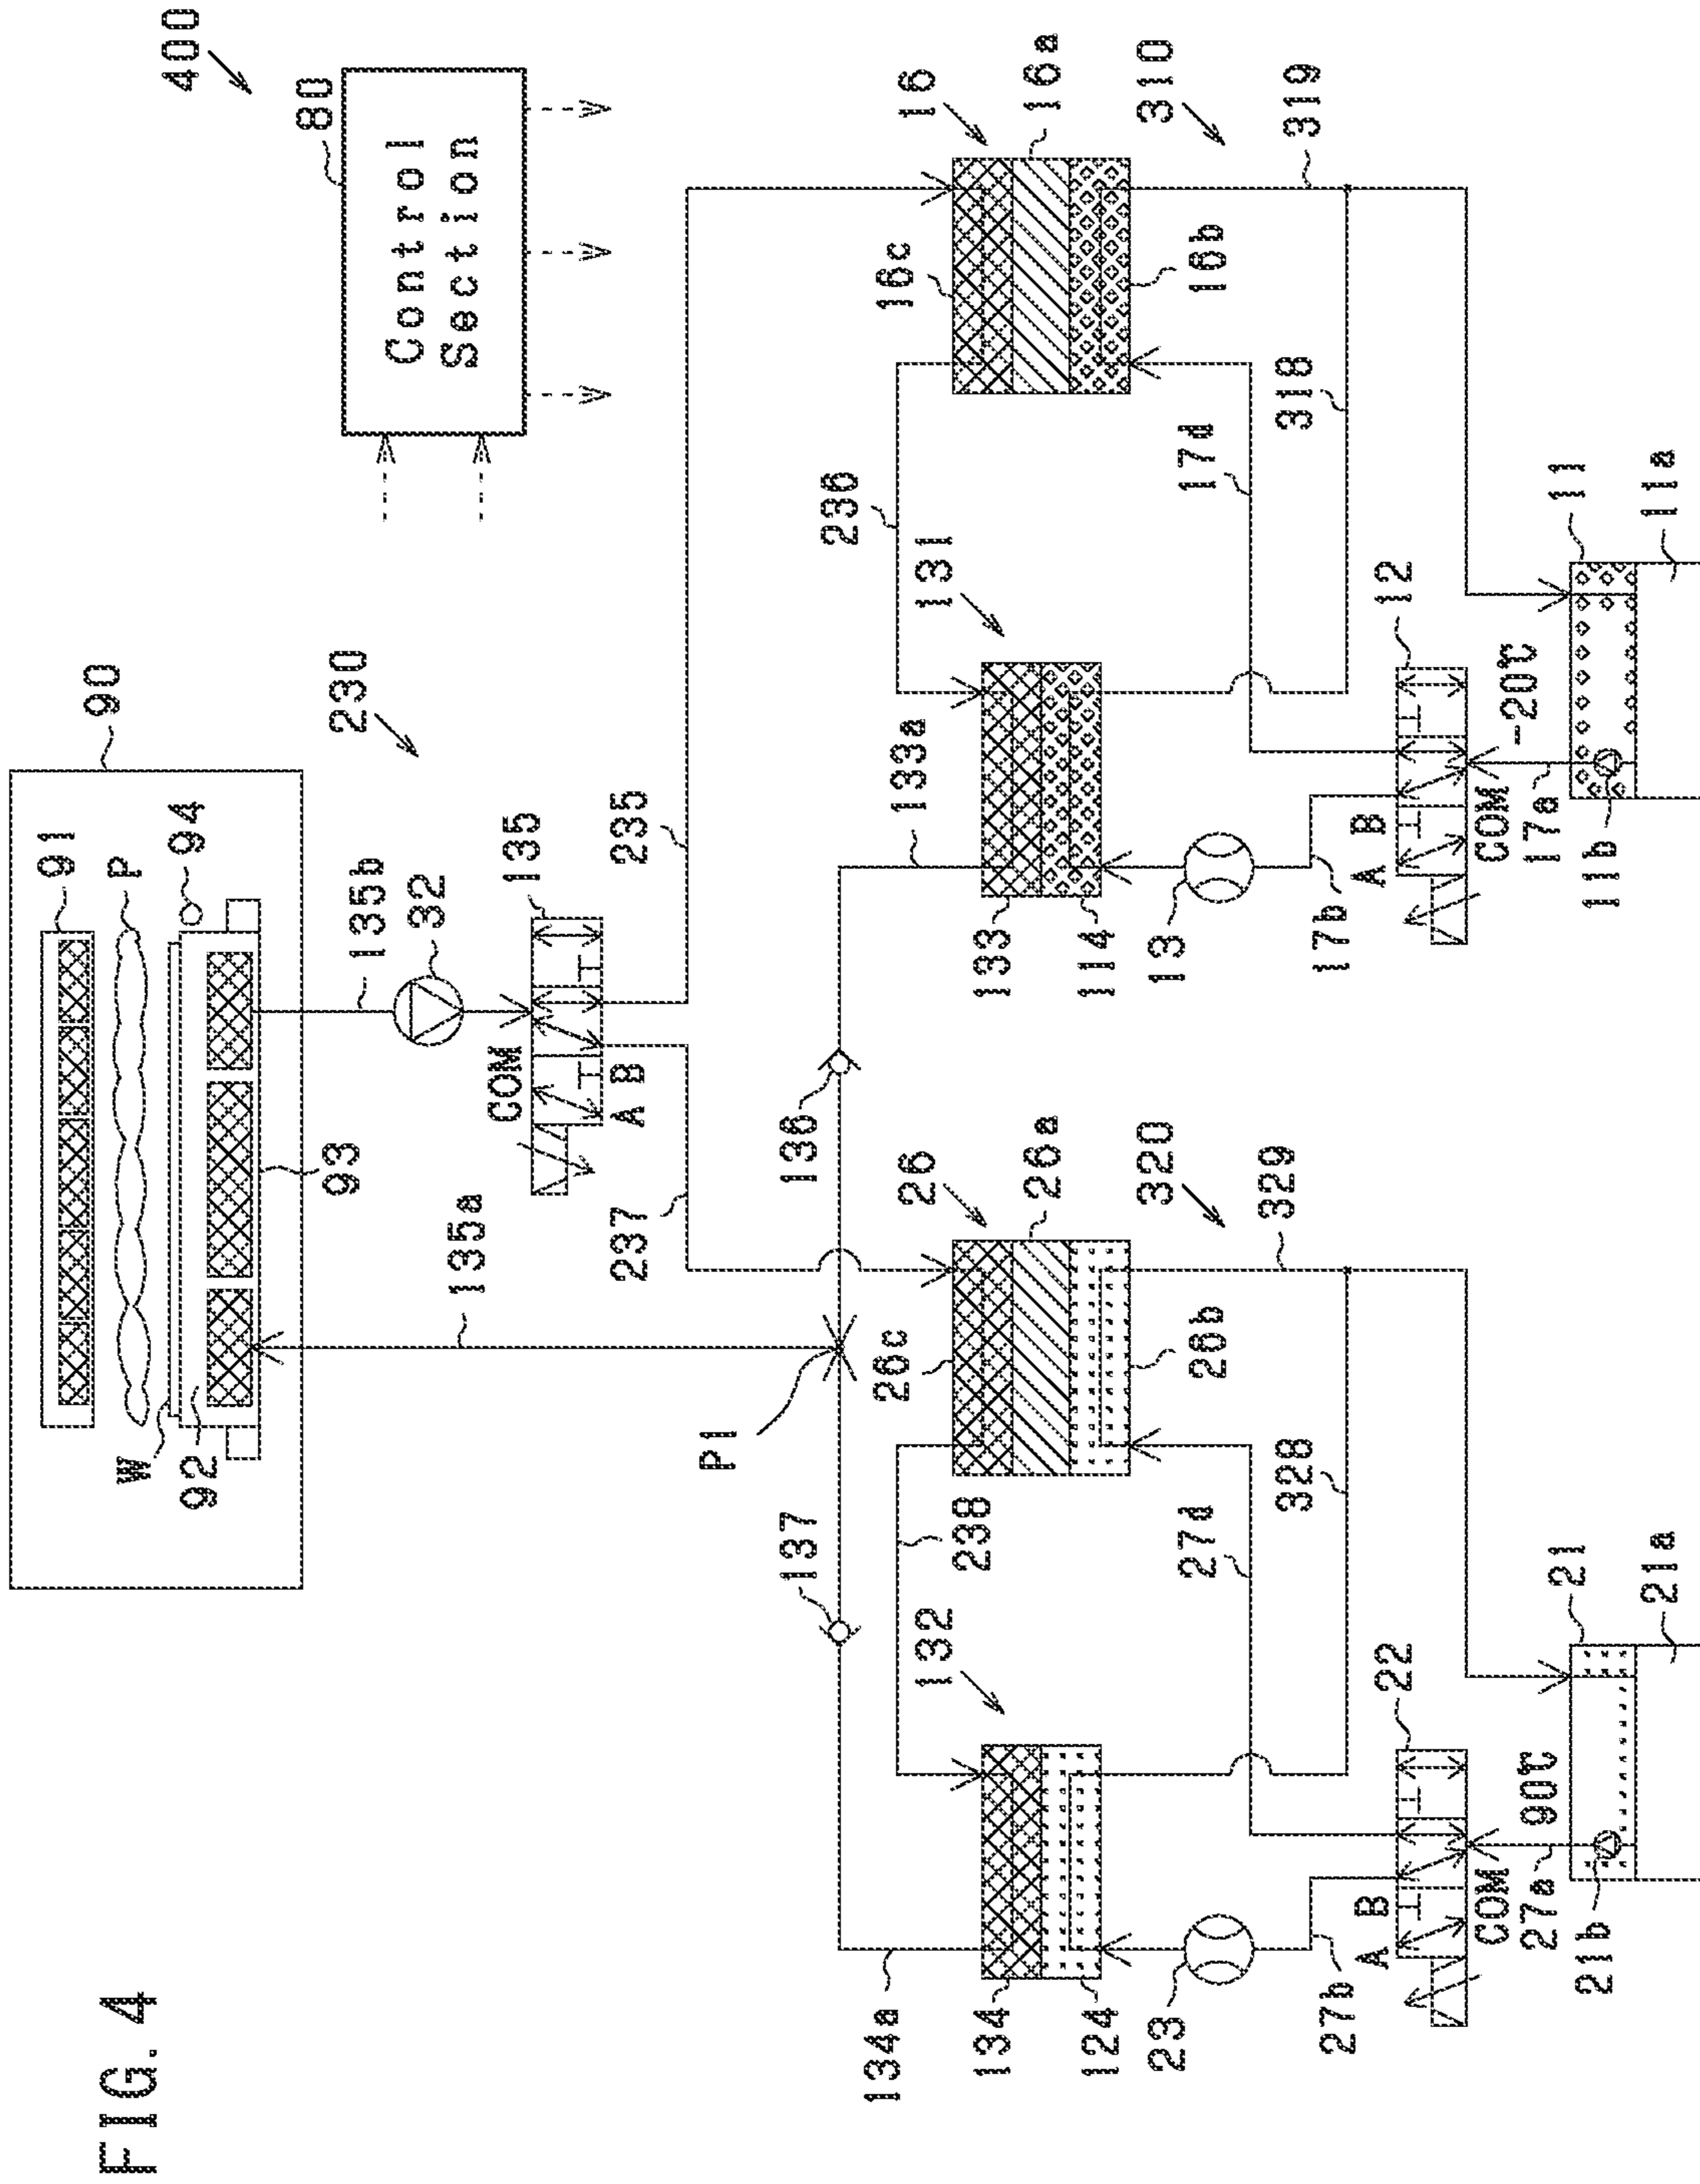 FIG. 4
400
80
Control
Section
90
91
P
94
W
92
93
230
135b
32
135
COM
A B
235
237
135a
P1
136
137
16
16a
16c
16b
310
319
318
236
131
133a
17d
133
114
13
17b
12
A B
COM
-20℃
17a
11
11a
11b
26
26a
26c
26b
320
329
328
238
132
134a
27d
134
124
23
27b
22
A B
COM
90℃
27a
21
21a
21b